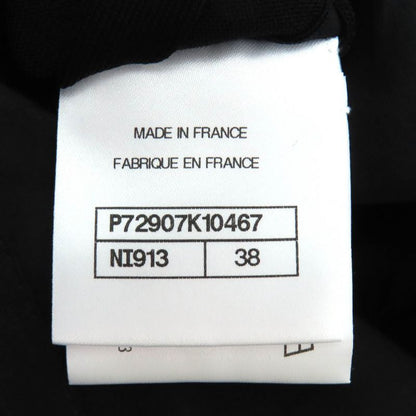 MADE IN FRANCE
FABRIQUE EN FRANCE
P72907K10467
NI913 38